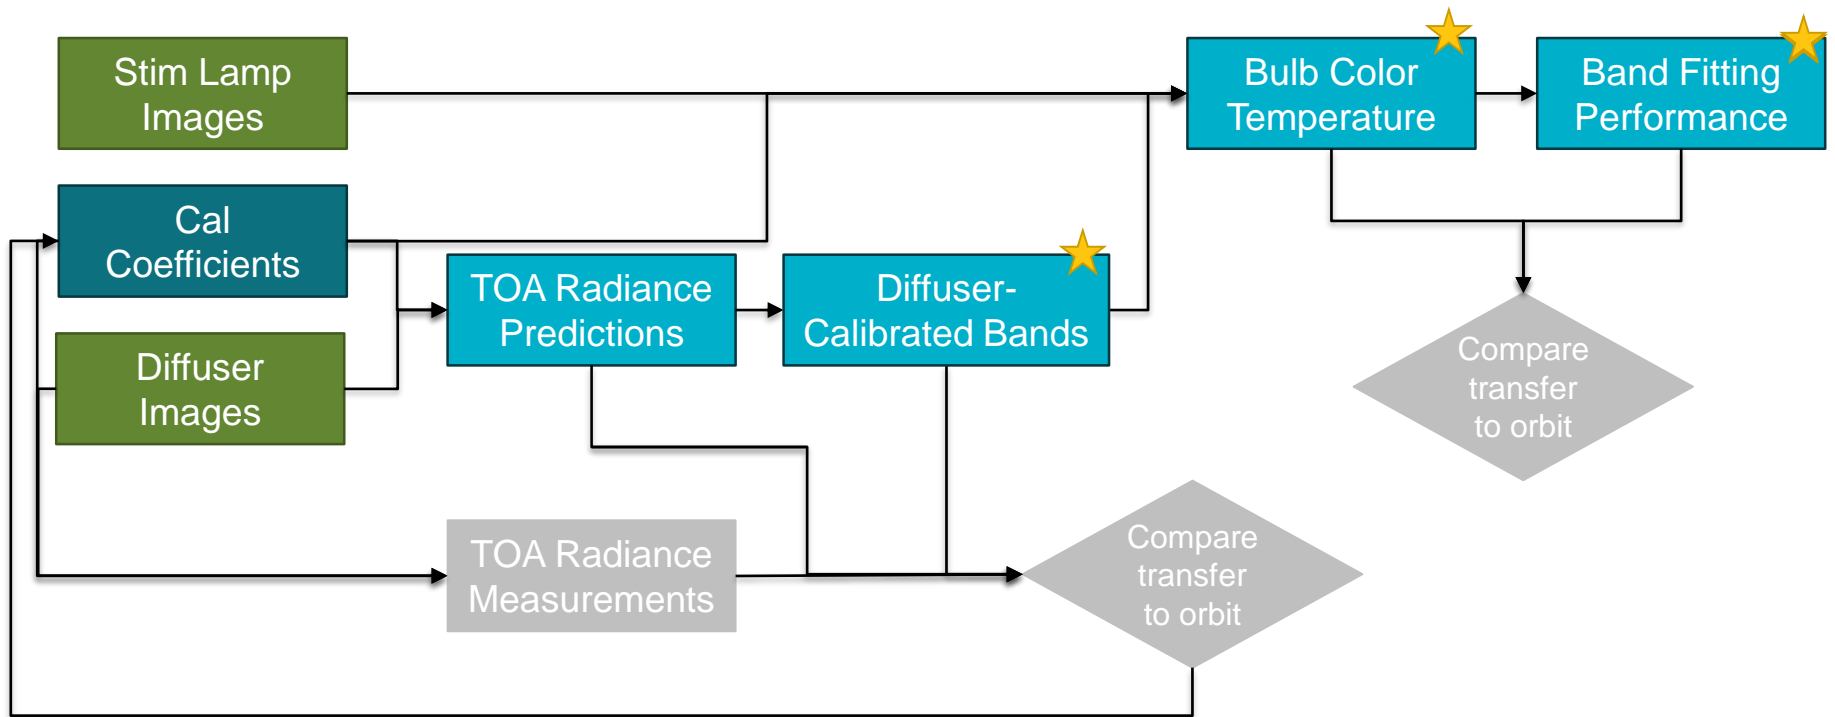 Stim Lamp
Images
Cal
Coefficients
Diffuser
Images
TOA Radiance
Predictions
Diffuser-
Calibrated Bands
Bulb Color
Temperature
Band Fitting
Performance
Compare
transfer
to orbit
TOA Radiance
Measurements
Compare
transfer
to orbit